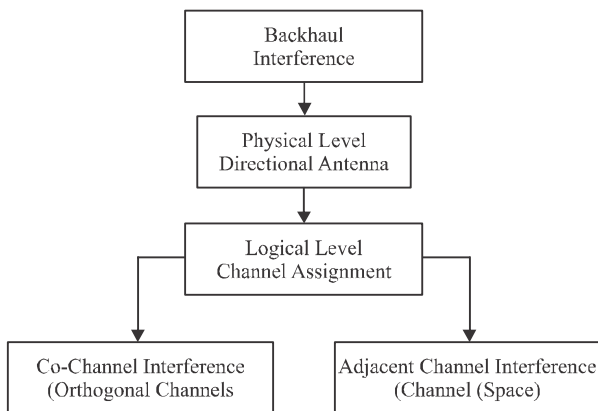 Backhaul
Interference
Physical Level
Directional Antenna
Logical Level
Channel Assignment
Co-Channel Interference
(Orthogonal Channels
Adjacent Channel Interference
(Channel (Space)